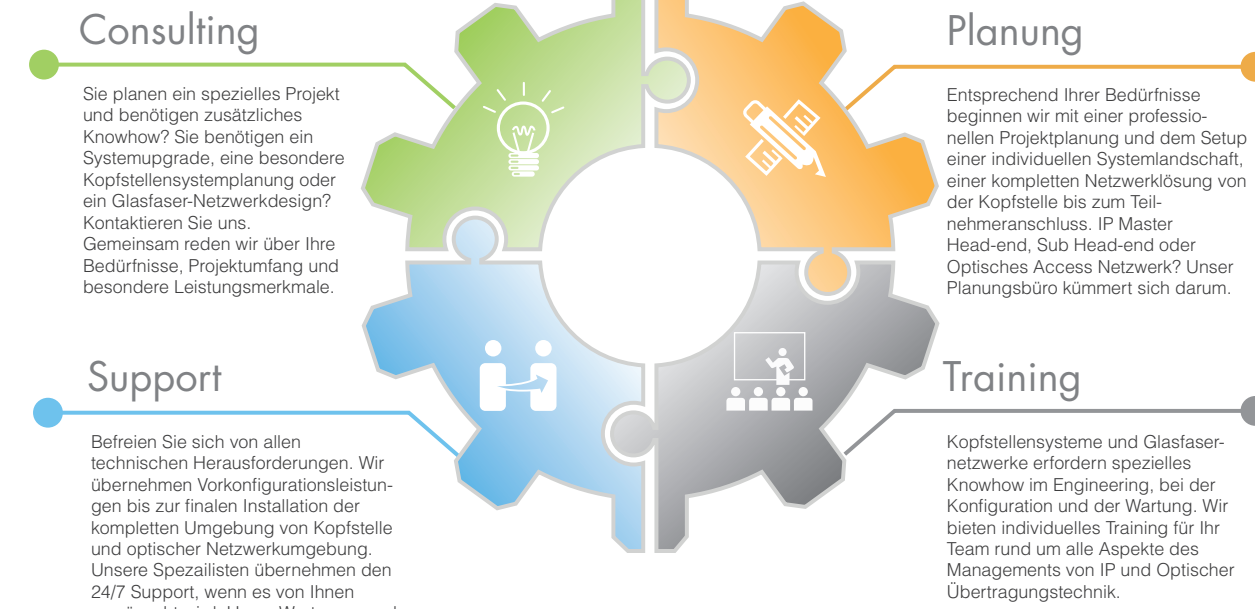 Consulting
Sie planen ein spezielles Projekt
und benötigen zusätzliches
Knowhow? Sie benötigen ein
Systemupgrade, eine besondere
Kopfstellensystemplanung oder
ein Glasfaser-Netzwerkdesign?
Kontaktieren Sie uns.
Gemeinsam reden wir über Ihre
Bedürfnisse, Projektumfang und
besondere Leistungsmerkmale.
Planung
Entsprechend Ihrer Bedürfnisse
beginnen wir mit einer professio-
nellen Projektplanung und dem Setup
einer individuellen Systemlandschaft,
einer kompletten Netzwerklösung von
der Kopfstelle bis zum Teil-
nehmeranschluss. IP Master
Head-end, Sub Head-end oder
Optisches Access Netzwerk? Unser
Planungsbüro kümmert sich darum.
Support
Befreien Sie sich von allen
technischen Herausforderungen. Wir
übernehmen Vorkonfigurationsleistun-
gen bis zur finalen Installation der
kompletten Umgebung von Kopfstelle
und optischer Netzwerkumgebung.
Unsere Spezailisten übernehmen den
24/7 Support, wenn es von Ihnen
Training
Kopfstellensysteme und Glasfaser-
netzwerke erfordern spezielles
Knowhow im Engineering, bei der
Konfiguration und der Wartung. Wir
bieten individuelles Training für Ihr
Team rund um alle Aspekte des
Managements von IP und Optischer
Übertragungstechnik.